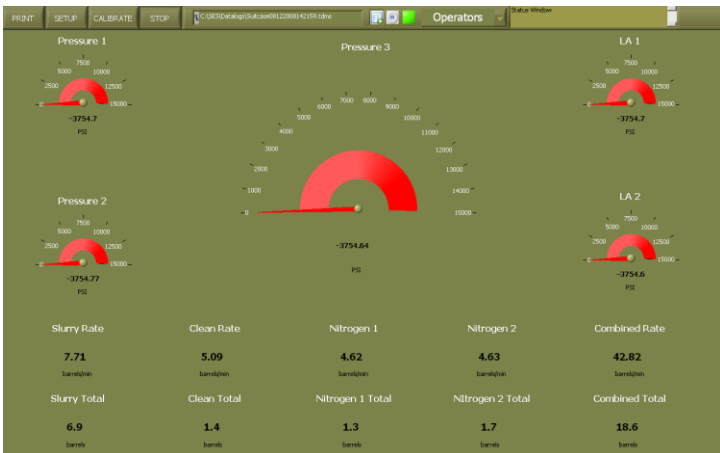 PRINT SETUP CALIBRATE STOP C:\SES\Datalogs\Suitcase00122000142159.tdms Operators Status Window
Pressure 1
0 2500 5000 7500 10000 12500 15000
-3754.7
PSI
Pressure 3
0 1000 2000 3000 4000 5000 6000 7000 8000 9000 10000 11000 12000 13000 14000 15000
-3754.64
PSI
LA 1
0 2500 5000 7500 10000 12500 15000
-3754.7
PSI
Pressure 2
0 2500 5000 7500 10000 12500 15000
-3754.77
PSI
LA 2
0 2500 5000 7500 10000 12500 15000
-3754.6
PSI
Slurry Rate Clean Rate Nitrogen 1 Nitrogen 2 Combined Rate
7.71 5.09 4.62 4.63 42.82
barrels/min barrels/min barrels/min barrels/min barrels/min
Slurry Total Clean Total Nitrogen 1 Total NItrogen 2 Total Combined Total
6.9 1.4 1.3 1.7 18.6
barrels barrels barrels barrels barrels